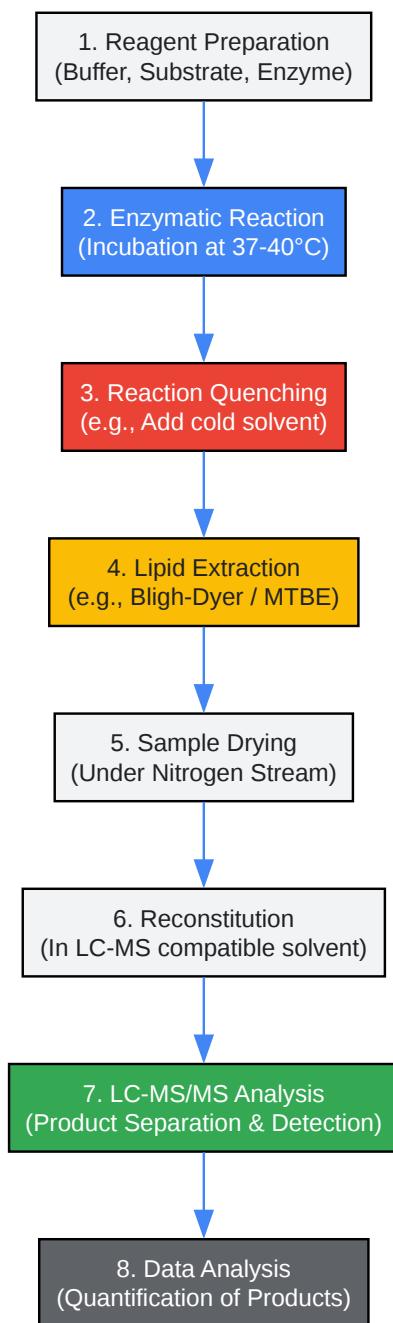 1. Reagent Preparation
(Buffer, Substrate, Enzyme)
2. Enzymatic Reaction
(Incubation at 37-40°C)
3. Reaction Quenching
(e.g., Add cold solvent)
4. Lipid Extraction
(e.g., Bligh-Dyer / MTBE)
5. Sample Drying
(Under Nitrogen Stream)
6. Reconstitution
(In LC-MS compatible solvent)
7. LC-MS/MS Analysis
(Product Separation & Detection)
8. Data Analysis
(Quantification of Products)